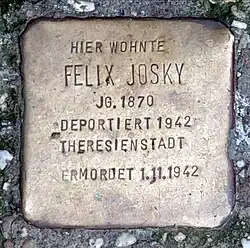 HIER WOHNTE
FELIX JOSKY
JG. 1870
DEPORTIERT 1942
THERESIENSTADT
ERMORDET 1.11.1942